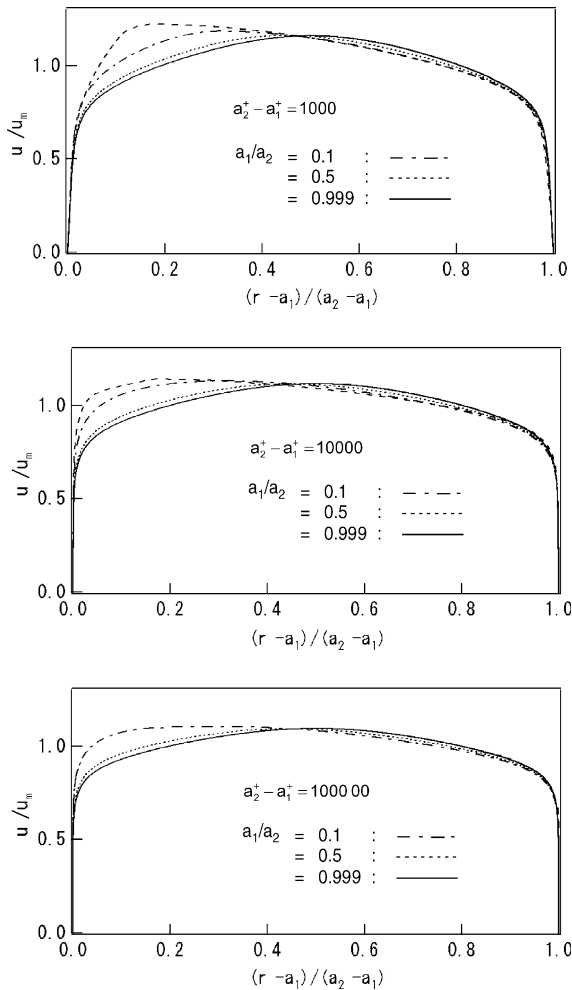 1.0
0.5
0.0
u /uₘ
a₂⁺−a₁⁺ =1000
a₁/a₂ = 0.1 :
= 0.5 :
= 0.999 :
0.0 0.2 0.4 0.6 0.8 1.0
(r −a₁)/(a₂ −a₁)
1.0
0.5
0.0
u /uₘ
a₂⁺−a₁⁺ =10000
a₁/a₂ = 0.1 :
= 0.5 :
= 0.999 :
0.0 0.2 0.4 0.6 0.8 1.0
(r −a₁)/(a₂ −a₁)
1.0
0.5
0.0
u /uₘ
a₂⁺−a₁⁺ =1000 00
a₁/a₂ = 0.1 :
= 0.5 :
= 0.999 :
0.0 0.2 0.4 0.6 0.8 1.0
(r −a₁)/(a₂ −a₁)